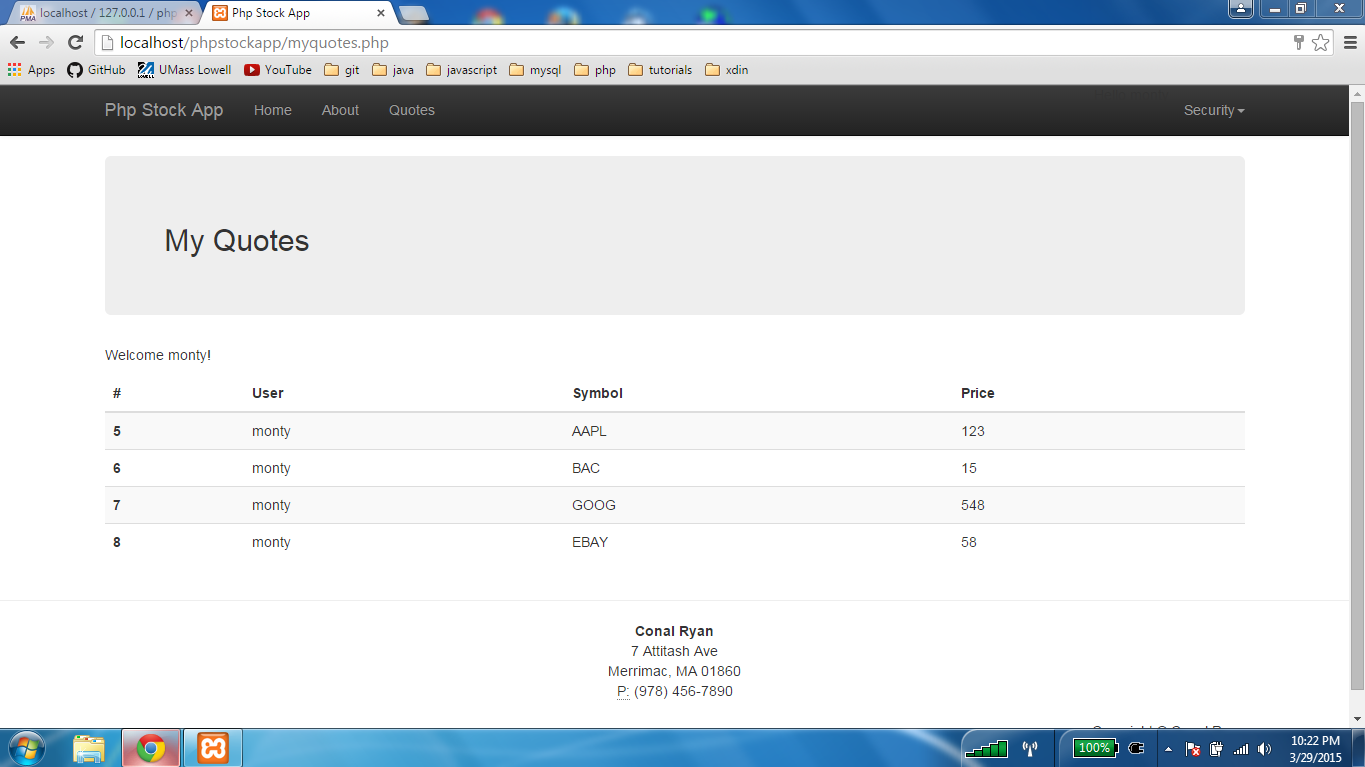 localhost / 127.0.0.1 / php
Php Stock App
localhost/phpstockapp/myquotes.php
Apps GitHub UMass Lowell YouTube git java javascript mysql php tutorials xdin
Php Stock App Home About Quotes Security
My Quotes
Welcome monty!
# User Symbol Price
5 monty AAPL 123
6 monty BAC 15
7 monty GOOG 548
8 monty EBAY 58
Conal Ryan
7 Attitash Ave
Merrimac, MA 01860
P: (978) 456-7890
100%
10:22 PM
3/29/2015